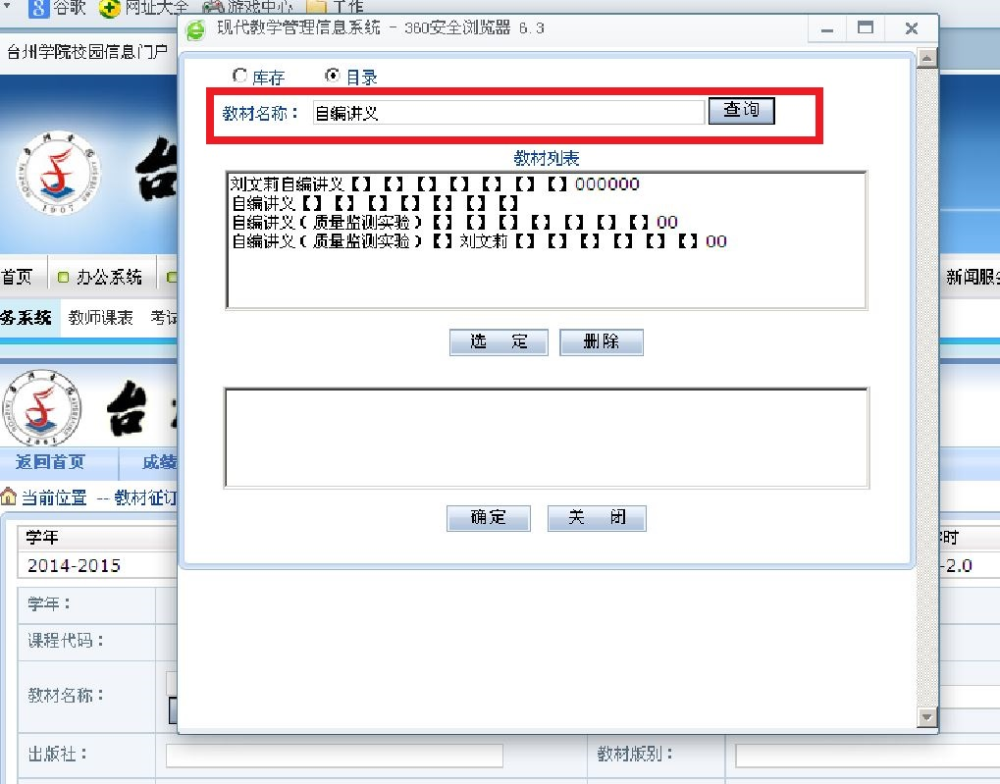 谷歌 网址大全 游戏中心 工作
现代教学管理信息系统 - 360安全浏览器 6.3
台州学院校园信息门户
库存 目录
教材名称： 自编讲义 查询
教材列表
刘文莉自编讲义【】【】【】【】【】【】【】000000
自编讲义【】【】【】【】【】【】【】
自编讲义（质量监测实验）【】【】【】【】【】【】【】00
自编讲义（质量监测实验）【】刘文莉【】【】【】【】【】【】00
1907
台
首页 办公系统 新闻服
务系统 教师课表 考试
选 定 删除
台
返回首页 成绩
当前位置 -- 教材征订
确定 关 闭
学年 时
2014-2015 -2.0
学年：
课程代码：
教材名称：
出版社： 教材版别：